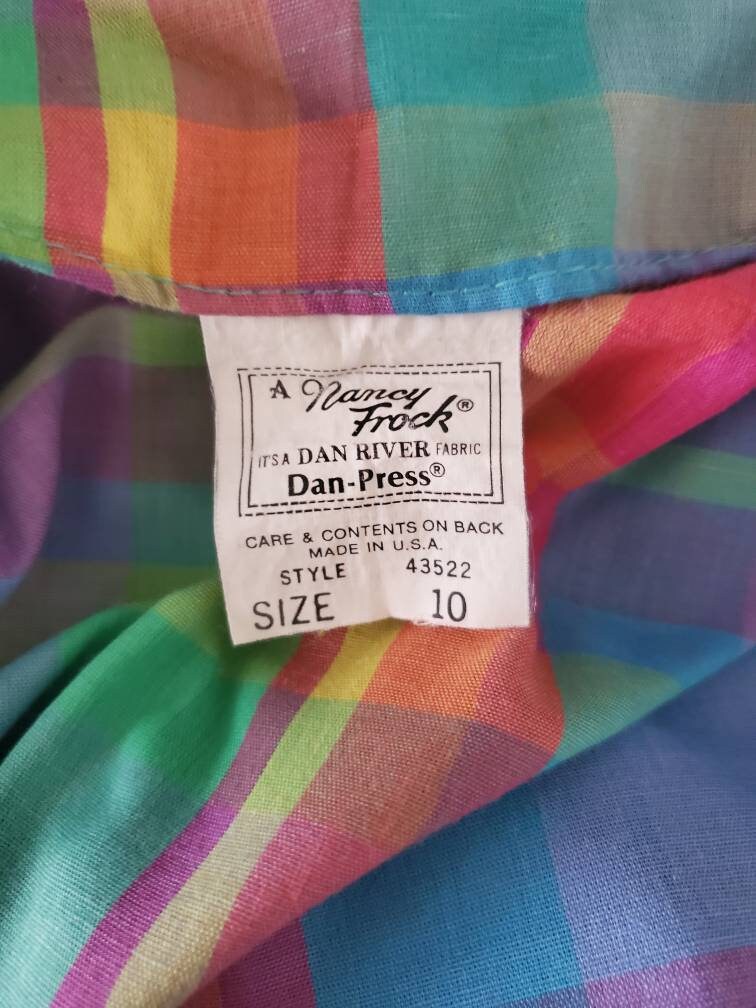 A Nancy
Frock®
IT'S A DAN RIVER FABRIC
Dan-Press®
CARE & CONTENTS ON BACK
MADE IN U.S.A.
STYLE 43522
SIZE 10